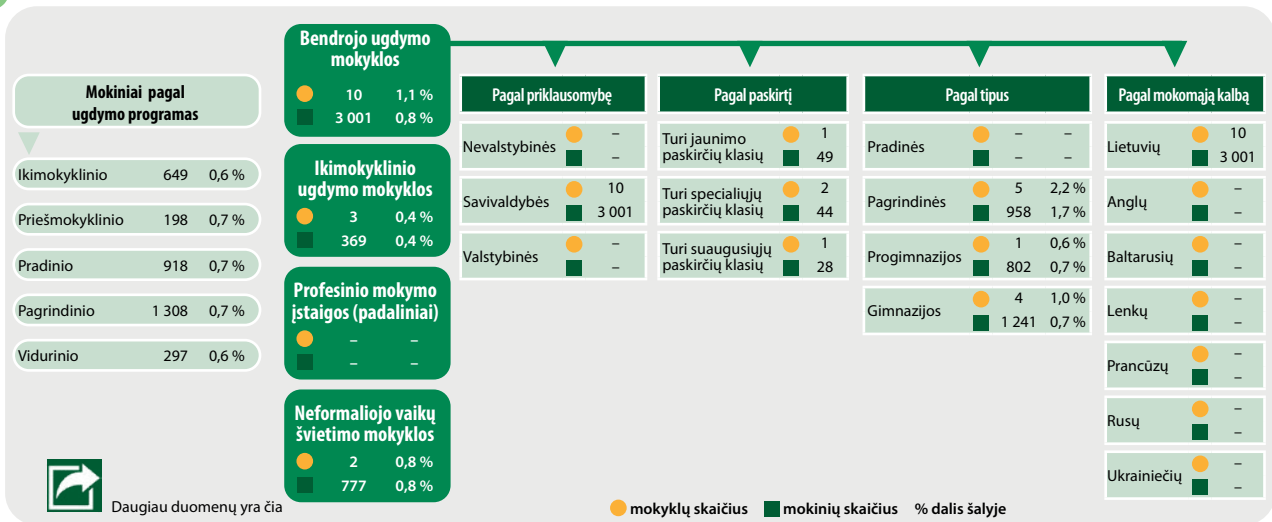 Mokiniai pagal
ugdymo programas
Ikimokyklinio 649 0,6 %
Priešmokyklinio 198 0,7 %
Pradinio 918 0,7 %
Pagrindinio 1 308 0,7 %
Vidurinio 297 0,6 %
Daugiau duomenų yra čia
Bendrojo ugdymo
mokyklos
10 1,1 %
3 001 0,8 %
Ikimokyklinio
ugdymo mokyklos
3 0,4 %
369 0,4 %
Profesinio mokymo
įstaigos (padaliniai)
– –
– –
Neformaliojo vaikų
švietimo mokyklos
2 0,8 %
777 0,8 %
Pagal priklausomybę
Nevalstybinės –
–
Savivaldybės 10
3 001
Valstybinės –
–
Pagal paskirtį
Turi jaunimo 1
paskirčių klasių 49
Turi specialiųjų 2
paskirčių klasių 44
Turi suaugusiųjų 1
paskirčių klasių 28
Pagal tipus
Pradinės – –
– –
Pagrindinės 5 2,2 %
958 1,7 %
Progimnazijos 1 0,6 %
802 0,7 %
Gimnazijos 4 1,0 %
1 241 0,7 %
Pagal mokomąją kalbą
Lietuvių 10
3 001
Anglų –
–
Baltarusių –
–
Lenkų –
–
Prancūzų –
–
Rusų –
–
Ukrainiečių –
–
mokyklų skaičius mokinių skaičius % dalis šalyje